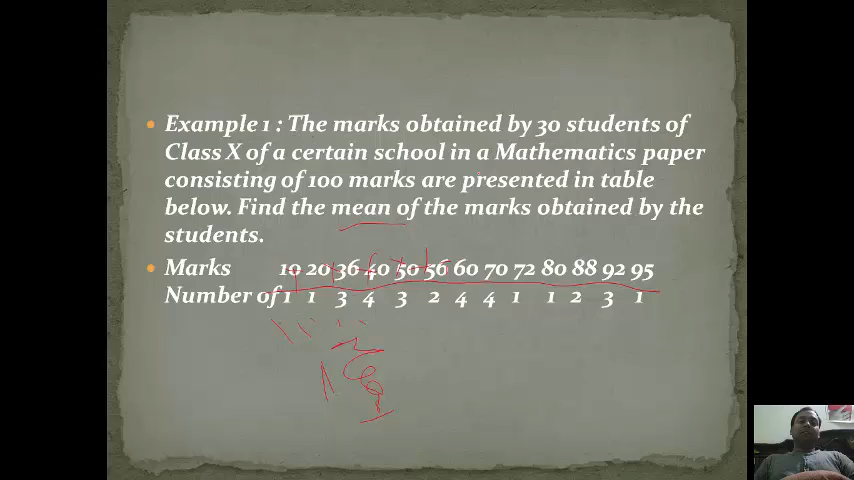 Example 1 : The marks obtained by 30 students of
Class X of a certain school in a Mathematics paper
consisting of 100 marks are presented in table
below. Find the mean of the marks obtained by the
students.
Marks 10 20 36 40 50 56 60 70 72 80 88 92 95
Number of 1 1 3 4 3 2 4 4 1 1 2 3 1